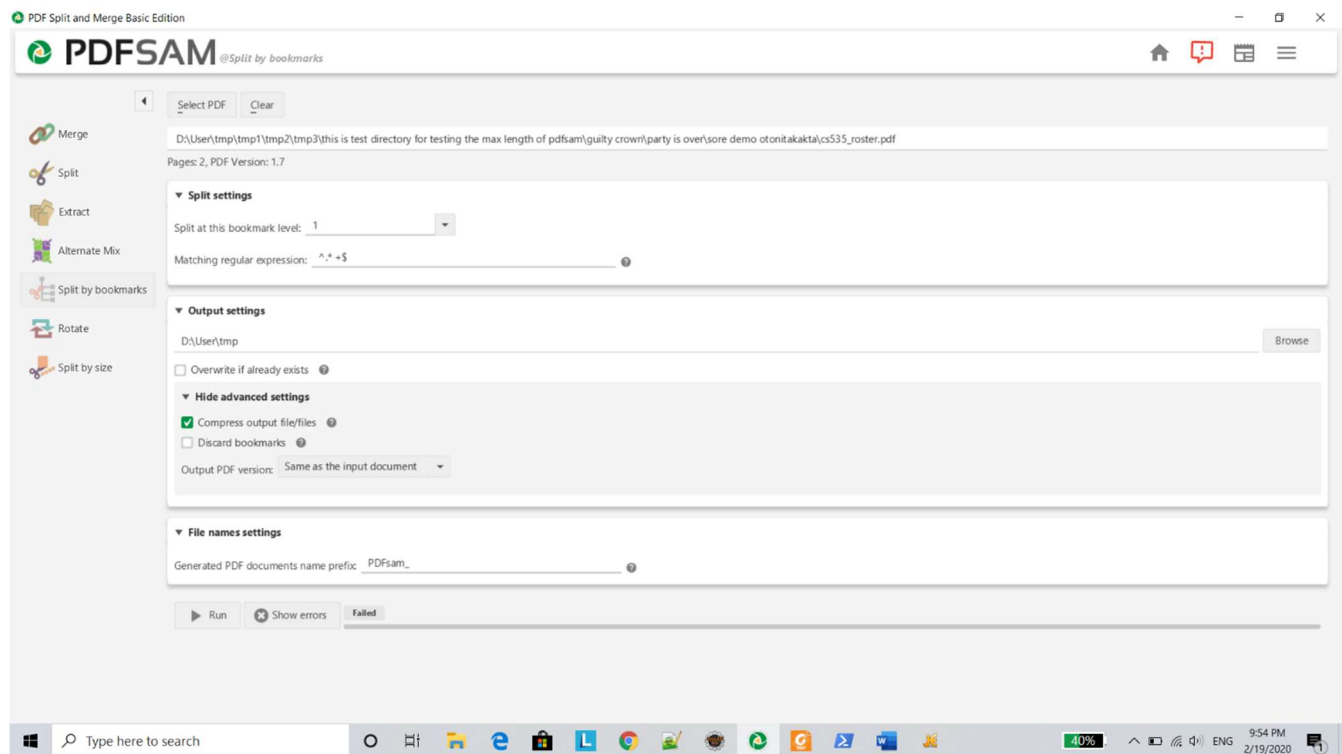 PDF Split and Merge Basic Edition
PDFSAM @Split by bookmarks
Select PDF Clear
Merge
D:\User\tmp\tmp1\tmp2\tmp3\this is test directory for testing the max length of pdfsam\guilty crown\party is over\sore demo otonitakakta\cs535_roster.pdf
Pages: 2, PDF Version: 1.7
Split
Split settings
Extract
Split at this bookmark level: 1
Alternate Mix
Matching regular expression: ^.* +$
Split by bookmarks
Output settings
Rotate
D:\User\tmp Browse
Split by size
Overwrite if already exists
Hide advanced settings
Compress output file/files
Discard bookmarks
Output PDF version: Same as the input document
File names settings
Generated PDF documents name prefix: PDFsam_
Run Show errors Failed
Type here to search 40% ENG 9:54 PM
2/19/2020